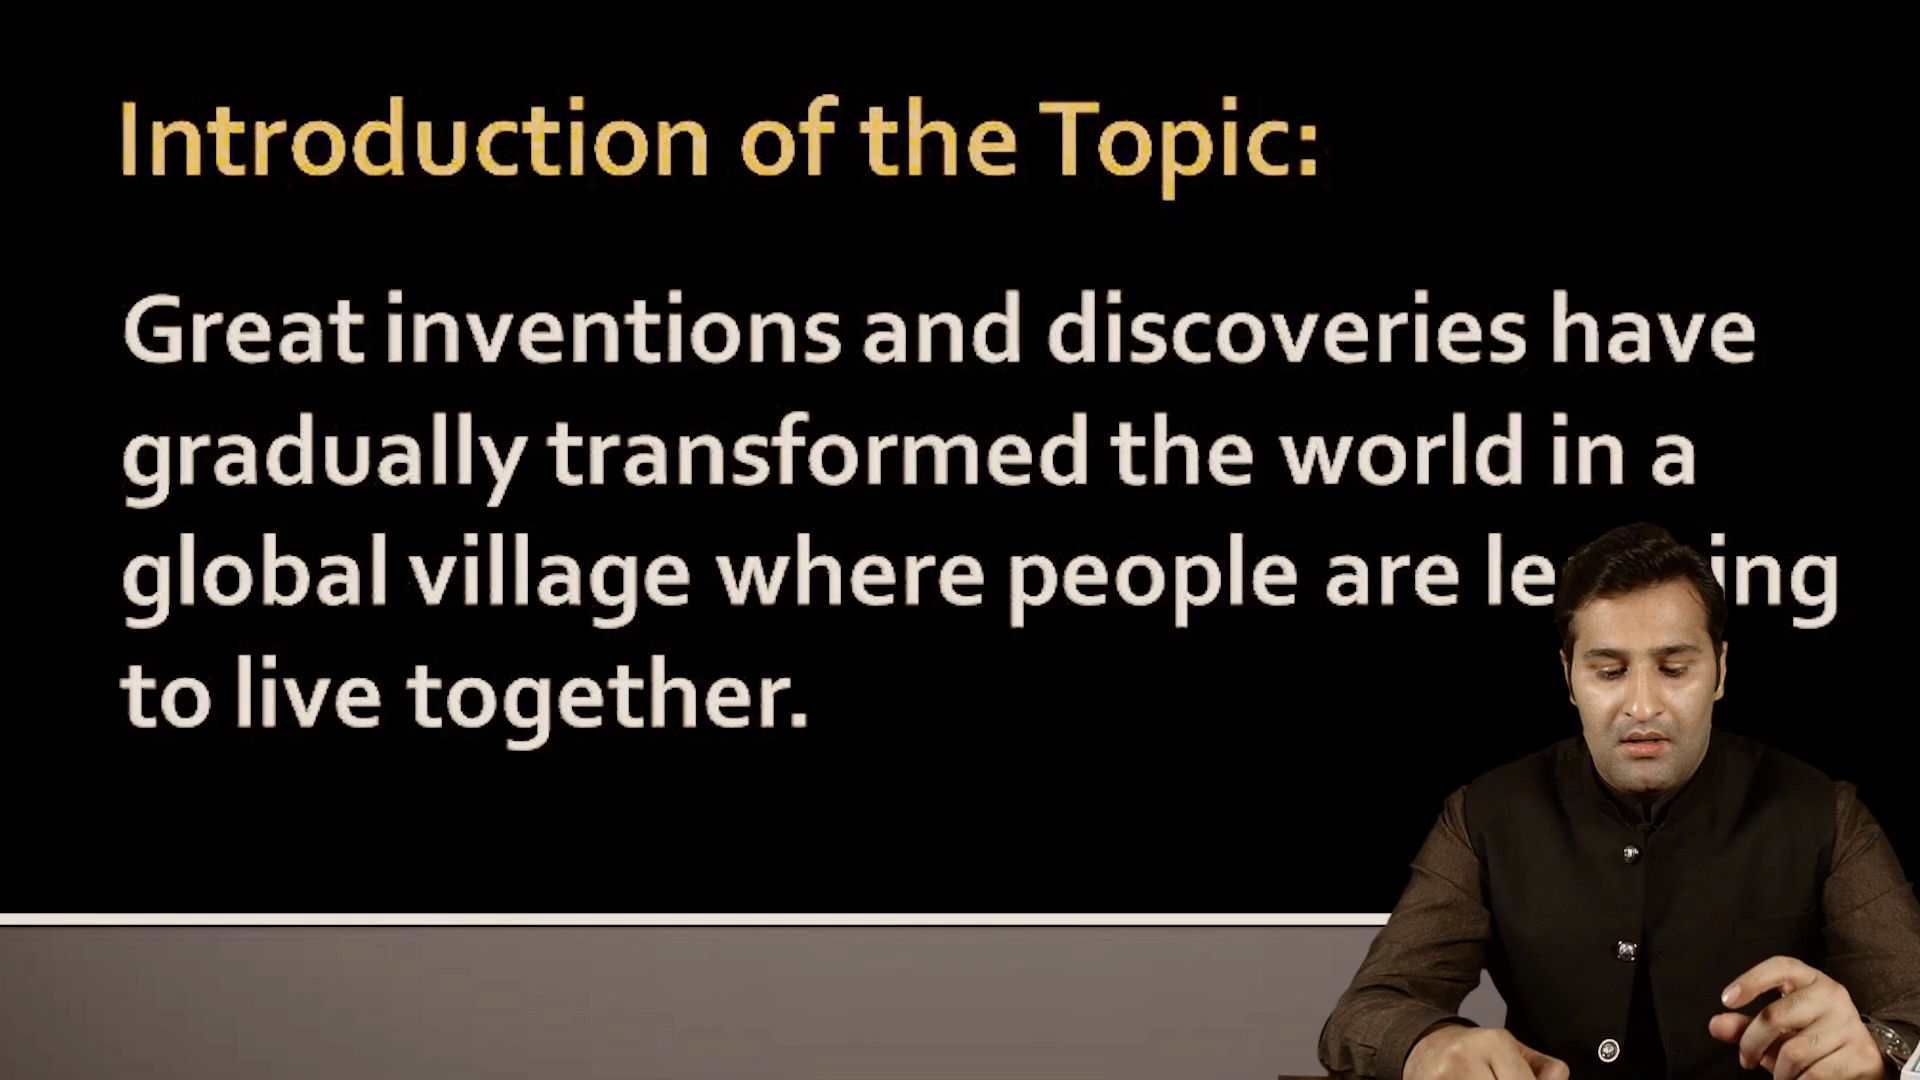 Introduction of the Topic:
Great inventions and discoveries have
gradually transformed the world in a
global village where people are
to live together.